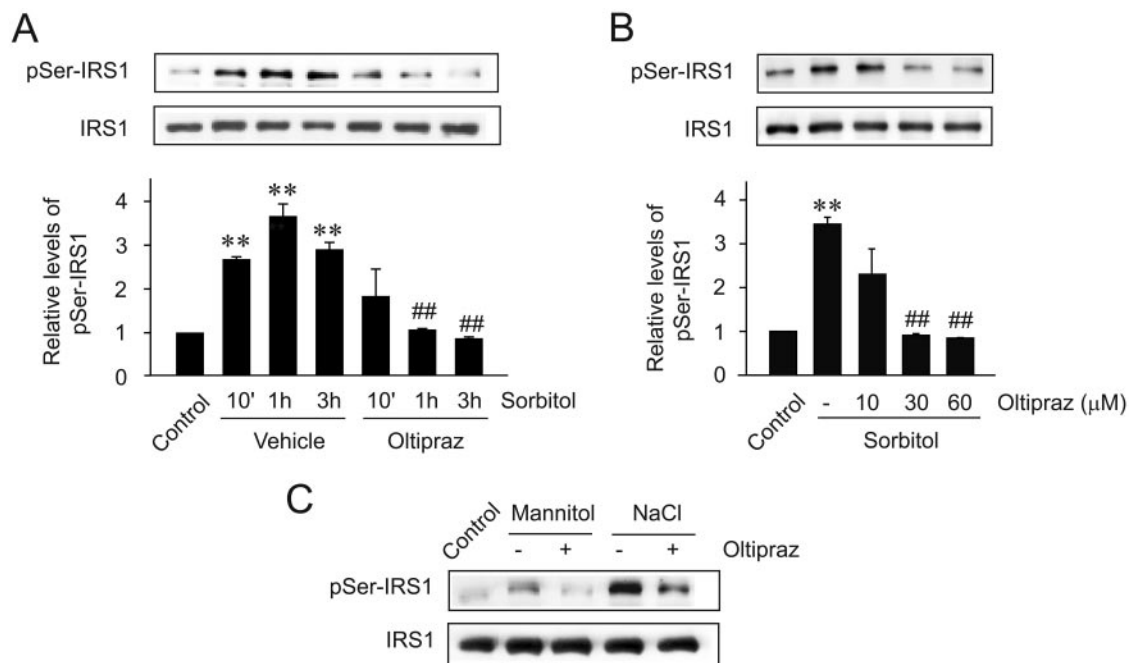 A
pSer-IRS1
IRS1
Relative levels of
pSer-IRS1
4
3
2
1
0
**
**
**
##
##
Control
10' 1h 3h 10' 1h 3h Sorbitol
Vehicle Oltipraz
B
pSer-IRS1
IRS1
Relative levels of
pSer-IRS1
4
3
2
1
0
**
##
##
Control
- 10 30 60 Oltipraz (μM)
Sorbitol
C
Control
Mannitol NaCl
- + - + Oltipraz
pSer-IRS1
IRS1